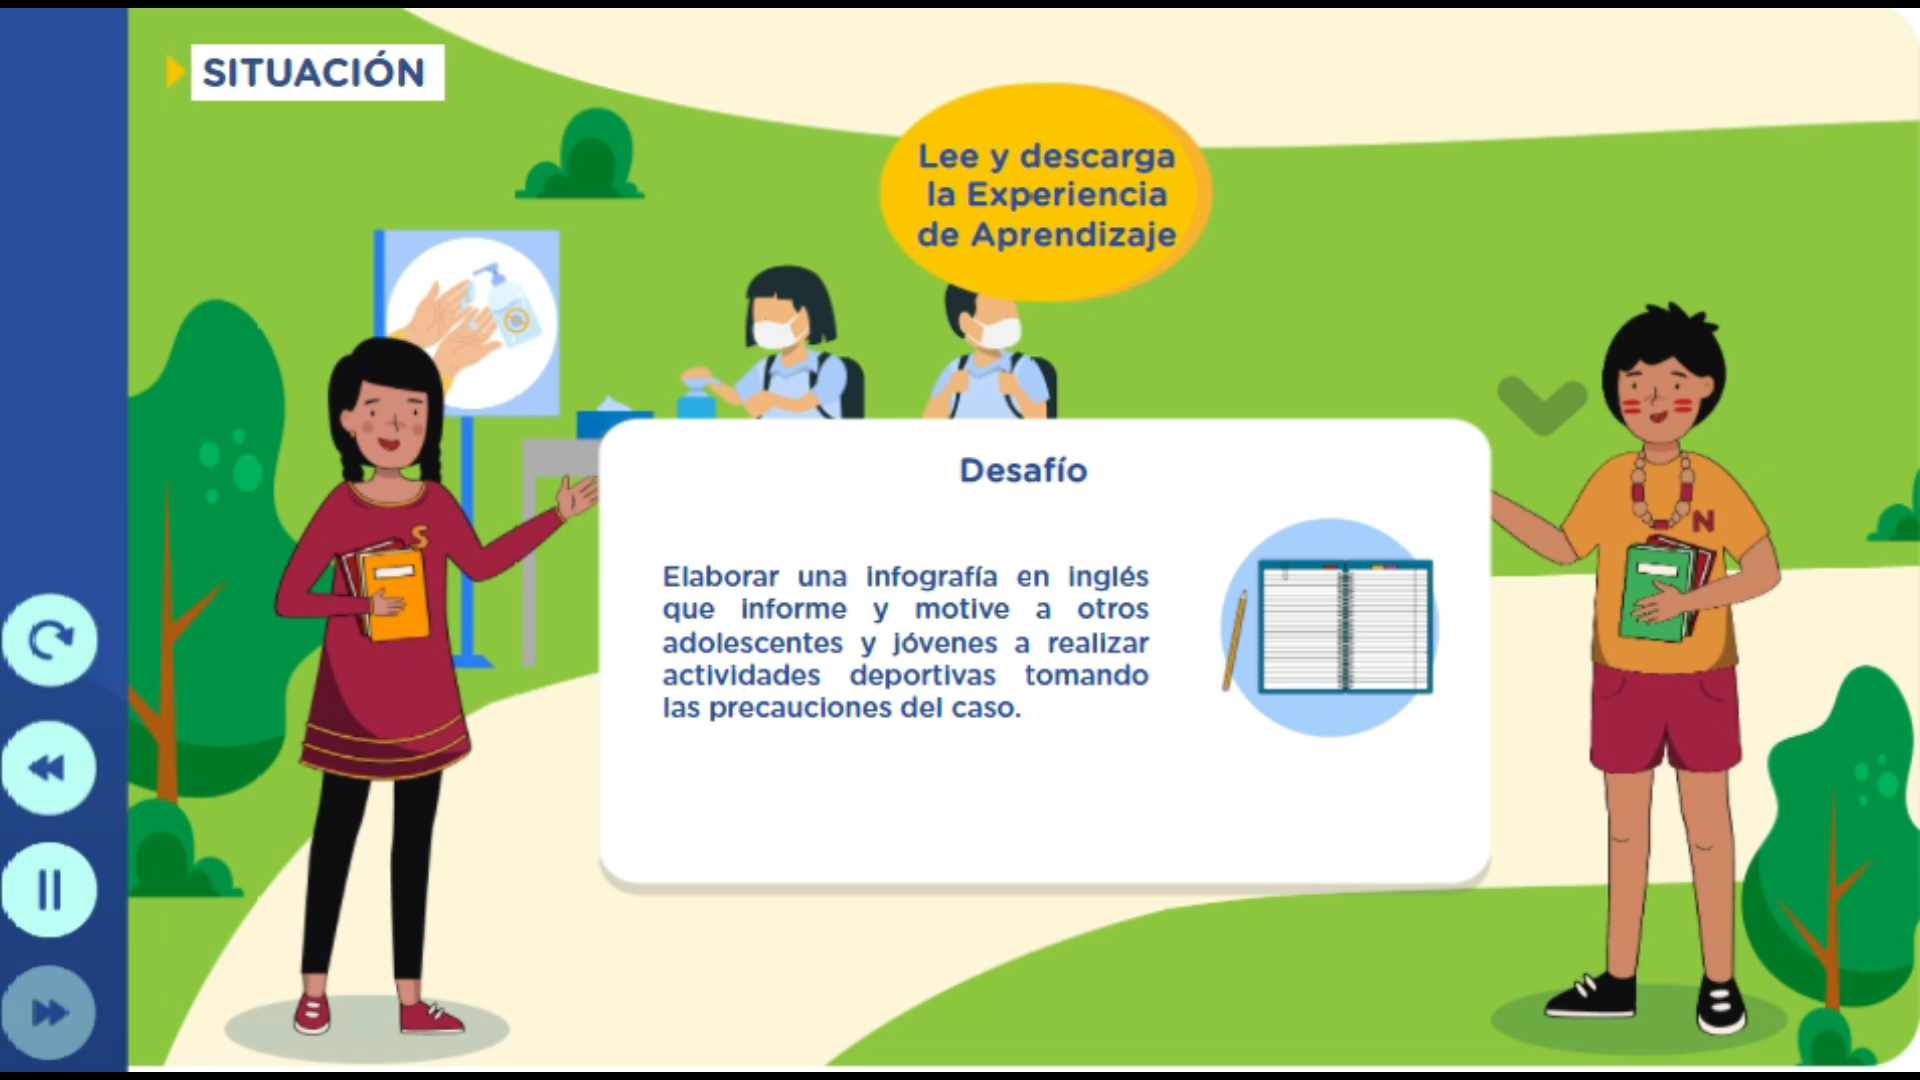 SITUACIÓN
Lee y descarga
la Experiencia
de Aprendizaje
Desafío
Elaborar una infografía en inglés
que informe y motive a otros
adolescentes y jóvenes a realizar
actividades deportivas tomando
las precauciones del caso.
S
N